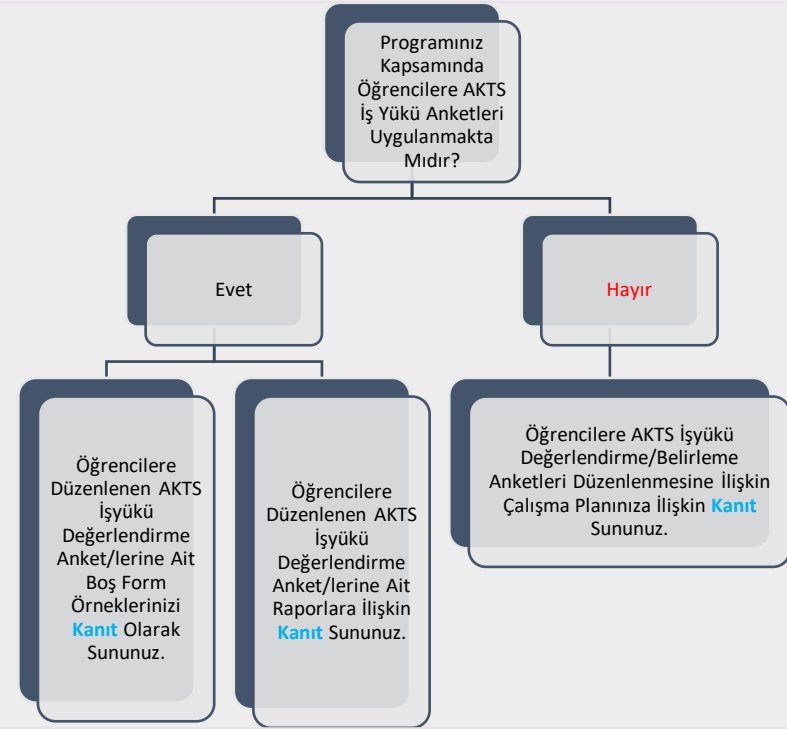 Programınız
Kapsamında
Öğrencilere AKTS
İş Yükü Anketleri
Uygulanmakta
Mıdır?
Evet
Hayır
Öğrencilere
Düzenlenen AKTS
İşyükü
Değerlendirme
Anket/lerine Ait
Boş Form
Örneklerinizi
Kanıt Olarak
Sununuz.
Öğrencilere
Düzenlenen AKTS
İşyükü
Değerlendirme
Anket/lerine Ait
Raporlara İlişkin
Kanıt Sununuz.
Öğrencilere AKTS İşyükü
Değerlendirme/Belirleme
Anketleri Düzenlenmesine İlişkin
Çalışma Planınıza İlişkin Kanıt
Sununuz.